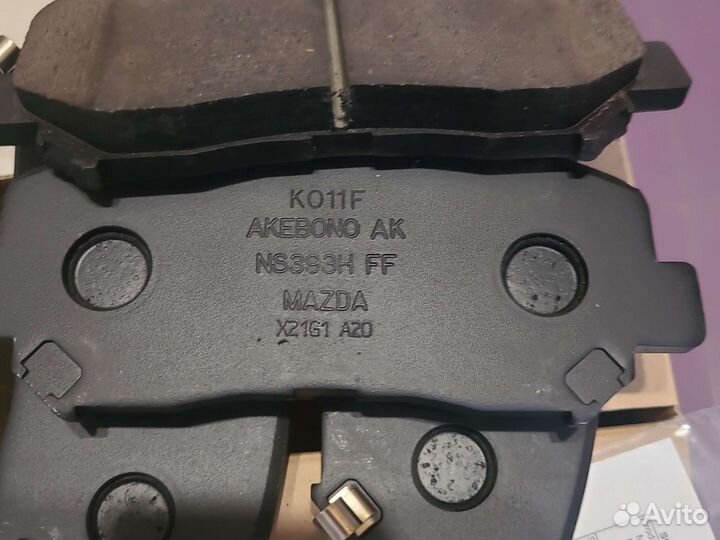 K011F
AKEBONO AK
NS393H FF
MAZDA
X21G1 A20
Avito